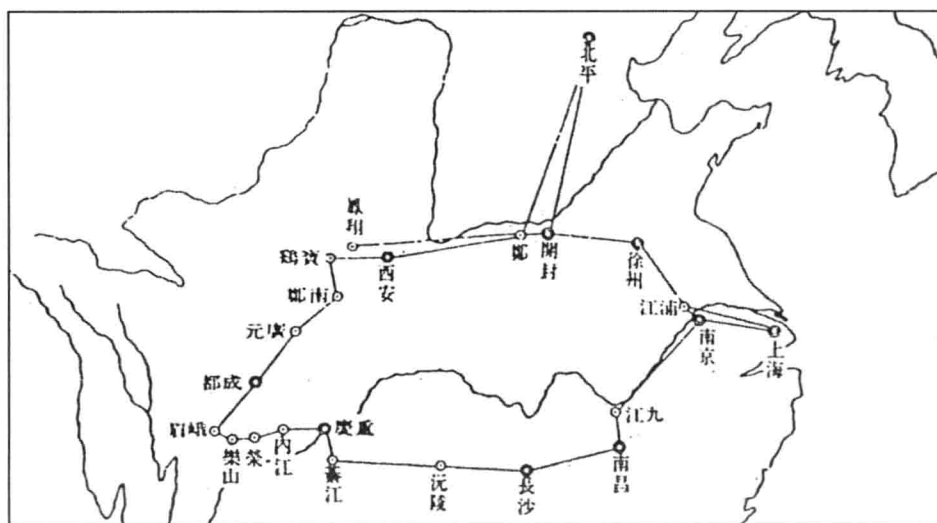 北平
鳳翔
寶鷄
西安
鄭
開封
徐州
南鄭
江浦
南京
上海
廣元
成都
峨眉
樂山
榮
內江
重慶
綦江
沅陵
長沙
南昌
九江